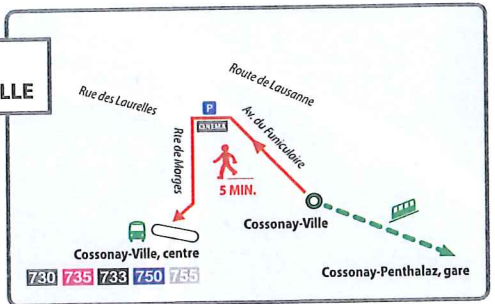 LLE
Rue des Laurelles
Route de Lausanne
P
CINEMA
Av. du Funiculaire
Rue de Morges
5 MIN.
Cossonay-Ville
Cossonay-Ville, centre
730 735 733 750 755
Cossonay-Penthalaz, gare